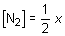 [N₂] = 1/2 x